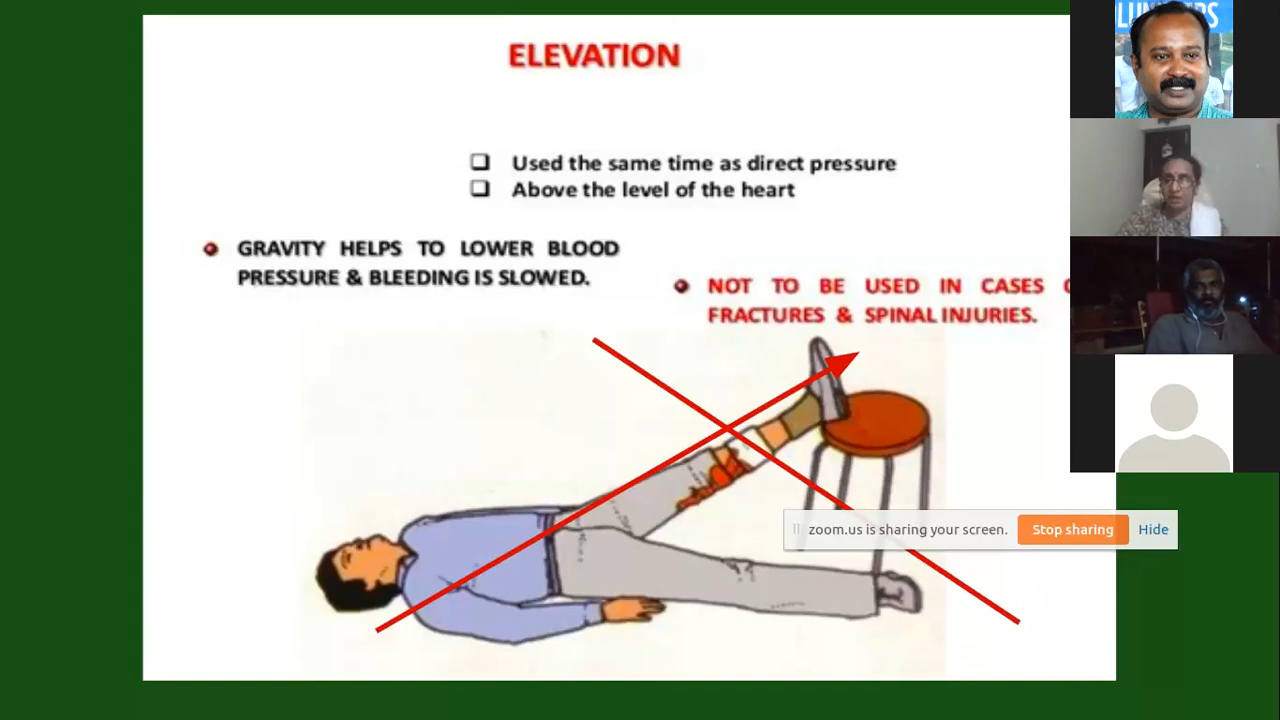 ELEVATION
❑ Used the same time as direct pressure
❑ Above the level of the heart
GRAVITY HELPS TO LOWER BLOOD
PRESSURE & BLEEDING IS SLOWED.
NOT TO BE USED IN CASES
FRACTURES & SPINAL INJURIES.
zoom.us is sharing your screen. Stop sharing Hide